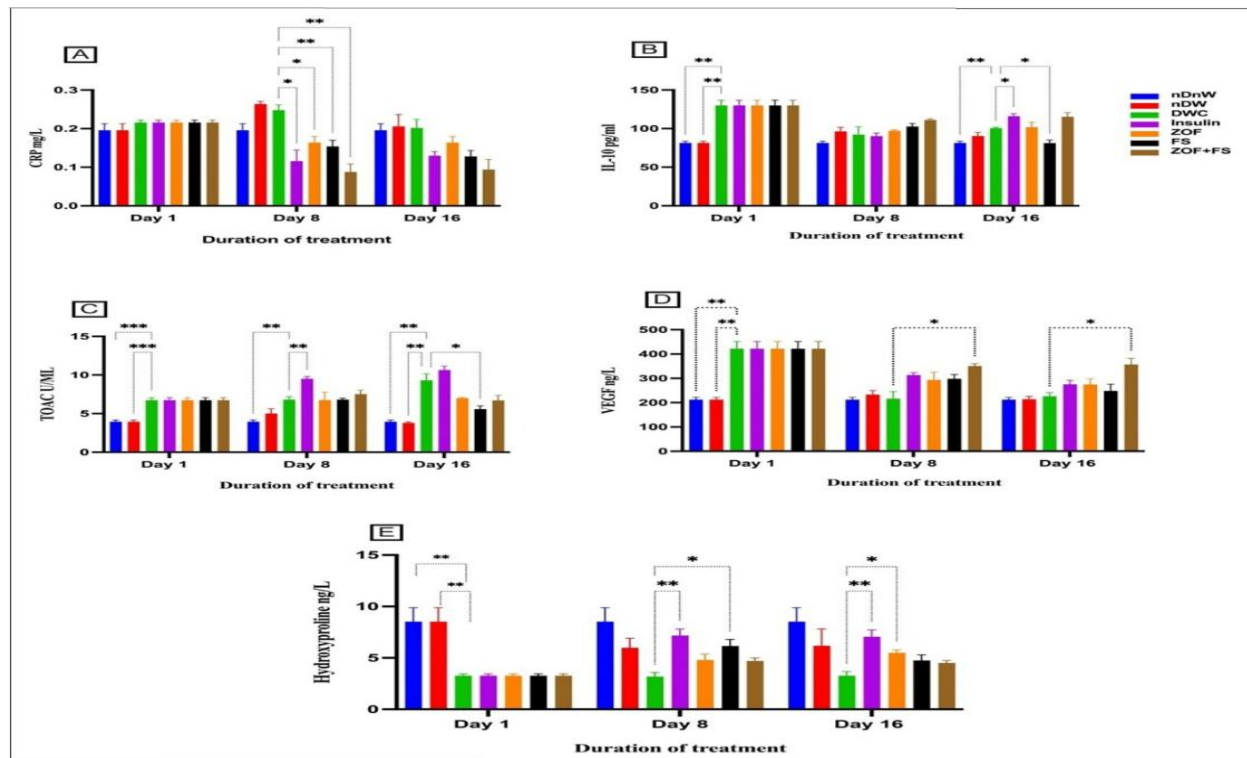 A
**
**
*
*
0.3
0.2
0.1
0.0
CRP mg/L
Day 1
Day 8
Day 16
Duration of treatment
B
**
**
**
*
*
150
100
50
0
IL-10 pg/ml
Day 1
Day 8
Day 16
Duration of treatment
nDnW
nDW
DWC
Insulin
ZOF
FS
ZOF+FS
C
***
***
**
**
**
**
*
15
10
5
0
TOAC U/ML
Day 1
Day 8
Day 16
Duration of treatment
D
**
**
*
*
500
400
300
200
100
0
VEGF ng/L
Day 1
Day 8
Day 16
Duration of treatment
E
**
**
*
**
*
**
15
10
5
0
Hydroxyproline ng/L
Day 1
Day 8
Day 16
Duration of treatment